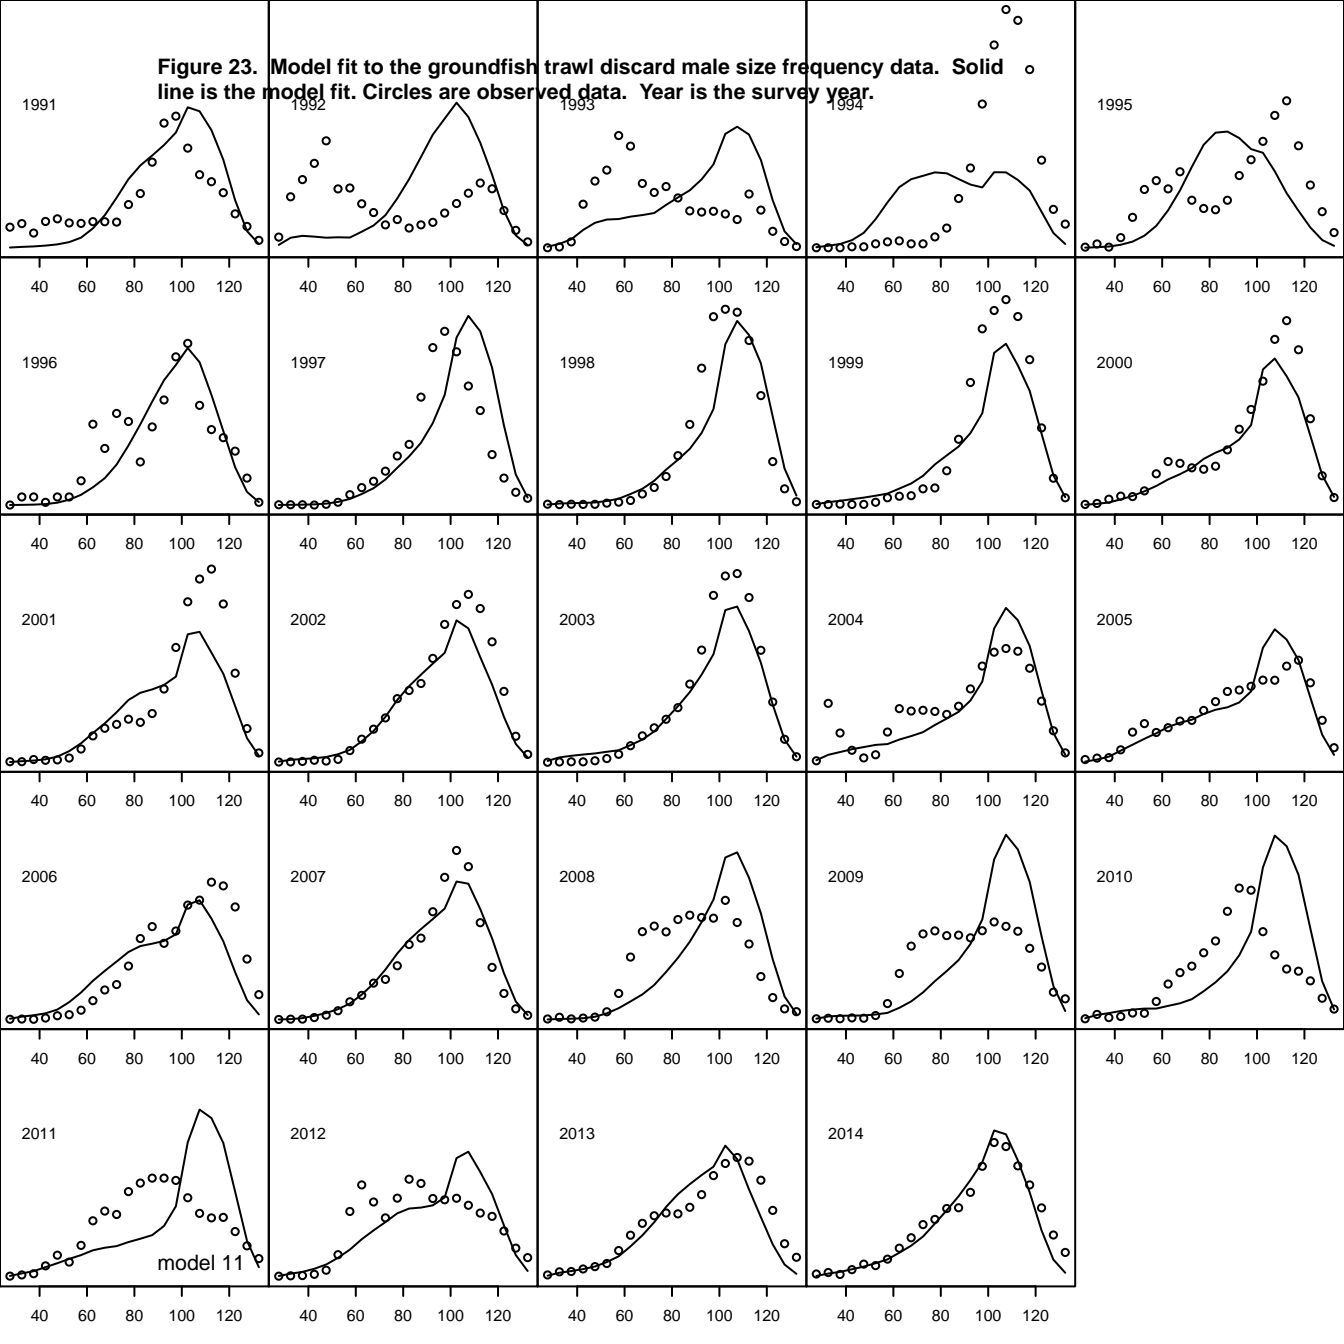 Figure 23.  Model fit to the groundfish trawl discard male size frequency data.  Solid
line is the model fit. Circles are observed data.  Year is the survey year.
1991 1992 1993 1994 1995
40 60 80 100 120 40 60 80 100 120 40 60 80 100 120 40 60 80 100 120 40 60 80 100 120
1996 1997 1998 1999 2000
40 60 80 100 120 40 60 80 100 120 40 60 80 100 120 40 60 80 100 120 40 60 80 100 120
2001 2002 2003 2004 2005
40 60 80 100 120 40 60 80 100 120 40 60 80 100 120 40 60 80 100 120 40 60 80 100 120
2006 2007 2008 2009 2010
40 60 80 100 120 40 60 80 100 120 40 60 80 100 120 40 60 80 100 120 40 60 80 100 120
2011 2012 2013 2014
model 11
40 60 80 100 120 40 60 80 100 120 40 60 80 100 120 40 60 80 100 120